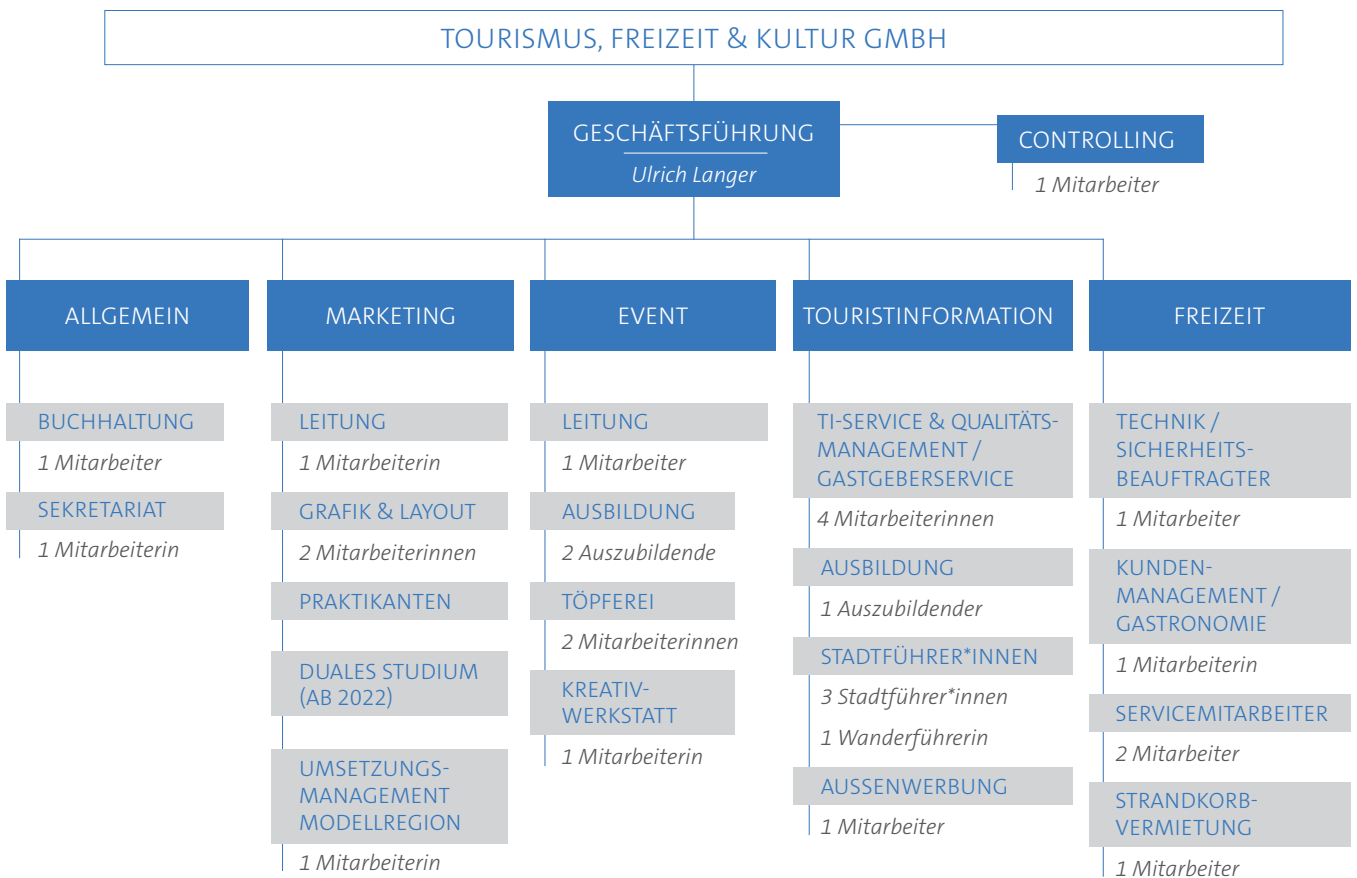 TOURISMUS, FREIZEIT & KULTUR GMBH
GESCHÄFTSFÜHRUNG
Ulrich Langer
CONTROLLING
1 Mitarbeiter
ALLGEMEIN
BUCHHALTUNG
1 Mitarbeiter
SEKRETARIAT
1 Mitarbeiterin
MARKETING
LEITUNG
1 Mitarbeiterin
GRAFIK & LAYOUT
2 Mitarbeiterinnen
PRAKTIKANTEN
DUALES STUDIUM
(AB 2022)
UMSETZUNGS-
MANAGEMENT
MODELLREGION
1 Mitarbeiterin
EVENT
LEITUNG
1 Mitarbeiter
AUSBILDUNG
2 Auszubildende
TÖPFEREI
2 Mitarbeiterinnen
KREATIV-
WERKSTATT
1 Mitarbeiterin
TOURISTINFORMATION
TI-SERVICE & QUALITÄTS-
MANAGEMENT /
GASTGEBERSERVICE
4 Mitarbeiterinnen
AUSBILDUNG
1 Auszubildender
STADTFÜHRER*INNEN
3 Stadtführer*innen
1 Wanderführerin
AUSSENWERBUNG
1 Mitarbeiter
FREIZEIT
TECHNIK /
SICHERHEITS-
BEAUFTRAGTER
1 Mitarbeiter
KUNDEN-
MANAGEMENT /
GASTRONOMIE
1 Mitarbeiterin
SERVICEMITARBEITER
2 Mitarbeiter
STRANDKORB-
VERMIETUNG
1 Mitarbeiter